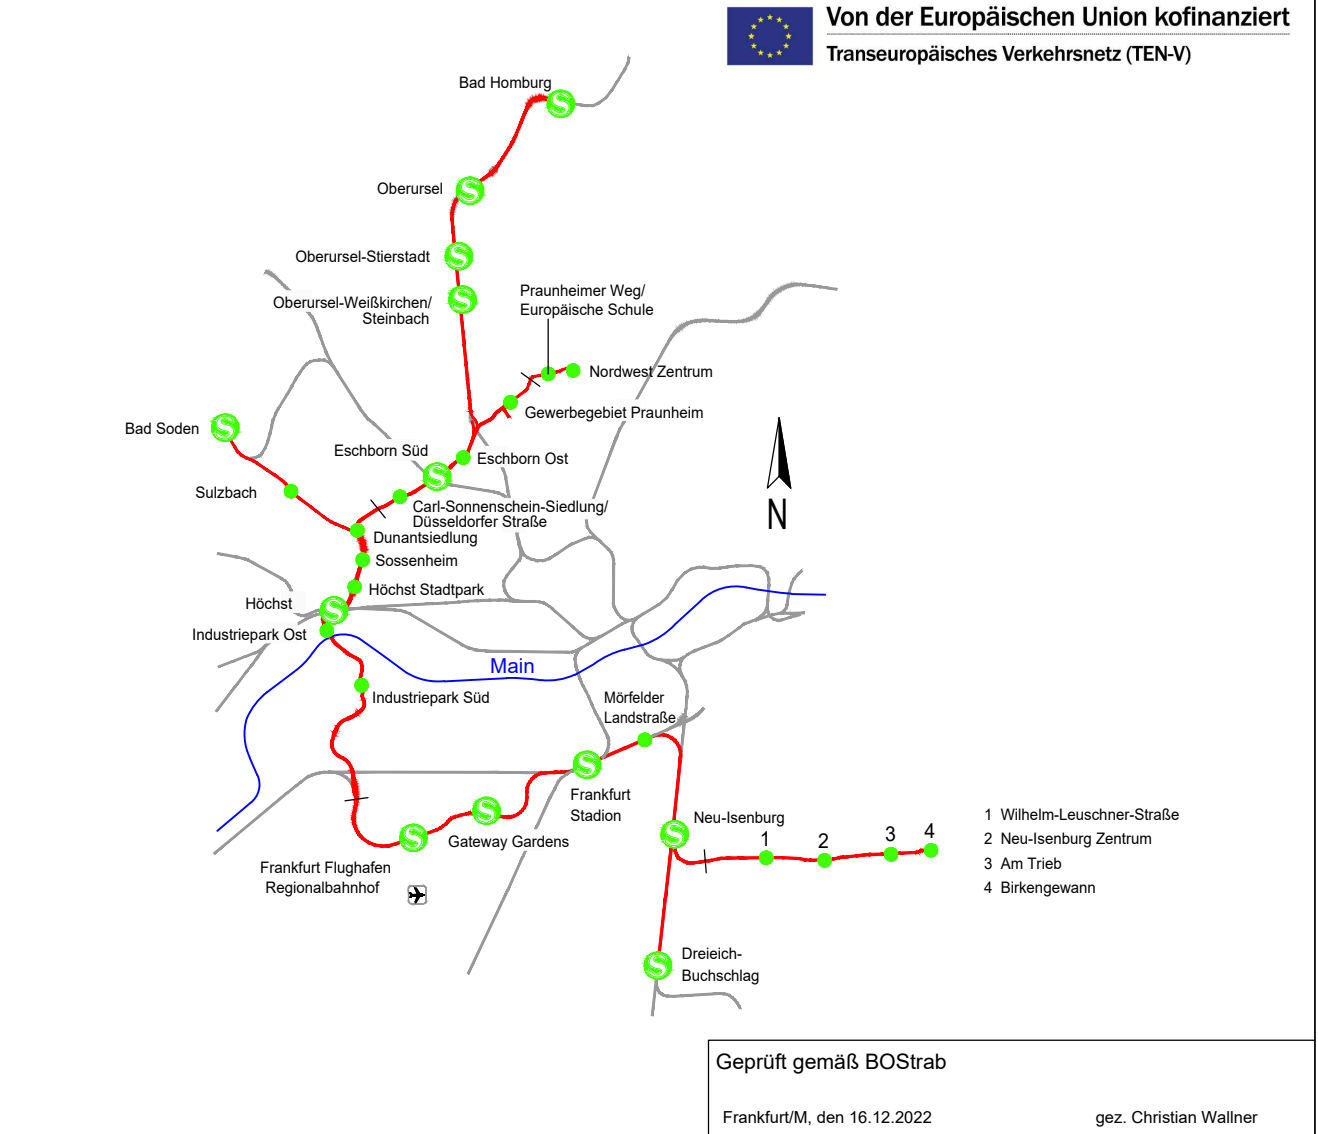 Von der Europäischen Union kofinanziert
Transeuropäisches Verkehrsnetz (TEN-V)
Bad Homburg
Oberursel
Oberursel-Stierstadt
Oberursel-Weißkirchen/
Steinbach
Praunheimer Weg/
Europäische Schule
Nordwest Zentrum
Gewerbegebiet Praunheim
Bad Soden
Eschborn Süd
Eschborn Ost
Sulzbach
Carl-Sonnenschein-Siedlung/
Düsseldorfer Straße
Dunantsiedlung
Sossenheim
Höchst Stadtpark
Höchst
Industriepark Ost
N
Main
Industriepark Süd
Mörfelder
Landstraße
Frankfurt
Stadion
Gateway Gardens
Frankfurt Flughafen
Regionalbahnhof
Neu-Isenburg
1
2
3
4
1 Wilhelm-Leuschner-Straße
2 Neu-Isenburg Zentrum
3 Am Trieb
4 Birkengewann
Dreieich-
Buchschlag
Geprüft gemäß BOStrab
Frankfurt/M, den 16.12.2022 gez. Christian Wallner